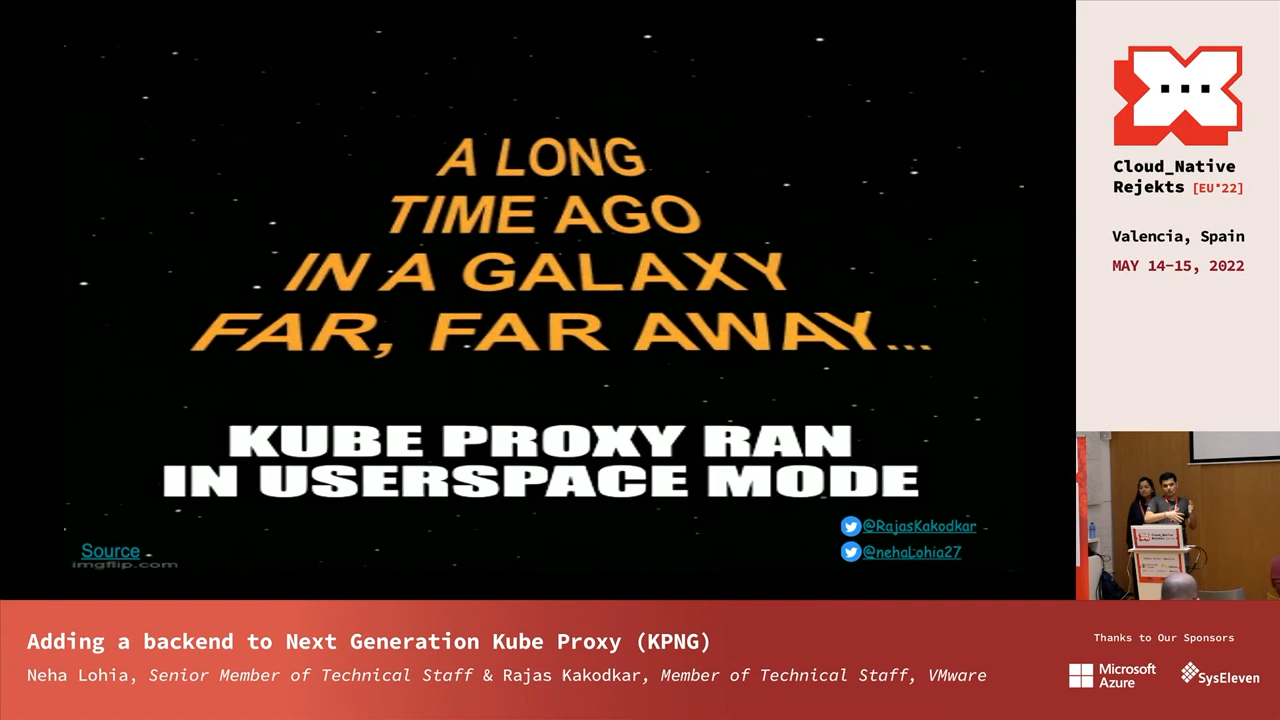 A LONG
TIME AGO
IN A GALAXY
FAR, FAR AWAY...
KUBE PROXY RAN
IN USERSPACE MODE
@RajasKakodkar
@nehaLohia27
Source
imgflip.com
Cloud_Native
Rejekts [EU'22]
Valencia, Spain
MAY 14-15, 2022
Adding a backend to Next Generation Kube Proxy (KPNG)
Neha Lohia, Senior Member of Technical Staff & Rajas Kakodkar, Member of Technical Staff, VMware
Thanks to Our Sponsors
Microsoft
Azure
SysEleven